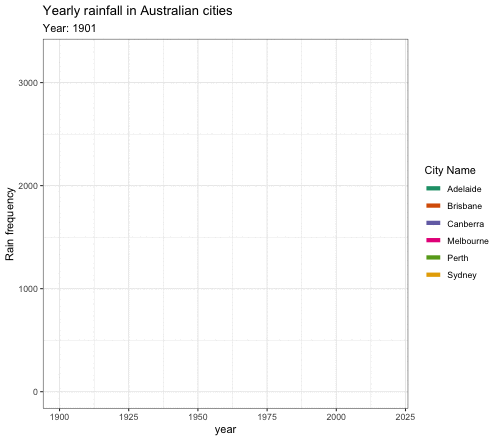 Yearly rainfall in Australian cities
Year: 1901
Rain frequency
3000
2000
1000
0
1900
1925
1950
1975
2000
2025
year
City Name
Adelaide
Brisbane
Canberra
Melbourne
Perth
Sydney